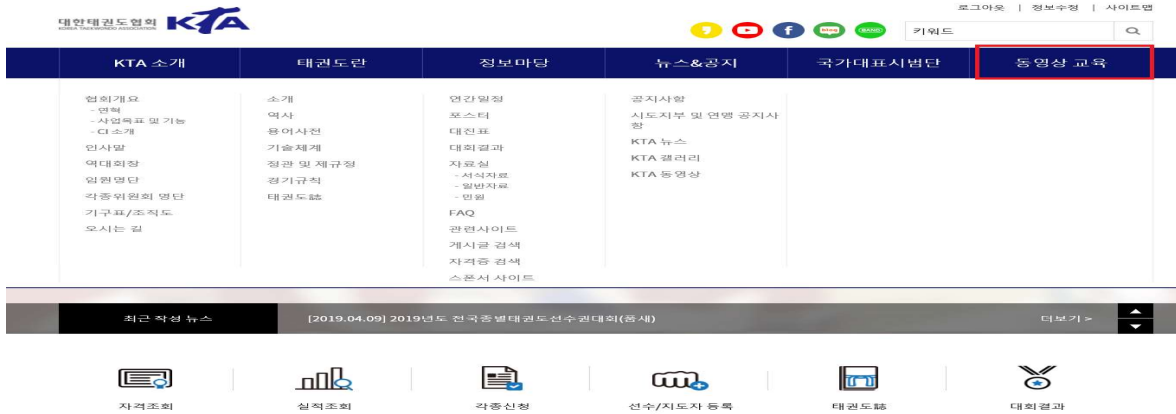 로그아웃 | 정보수정 | 사이트맵
대한태권도협회 KTA
KOREA TAEKWONDO ASSOCIATION
blog BAND 키워드
KTA 소개 태권도란 정보마당 뉴스&공지 국가대표시범단 동영상 교육
협회개요
- 연혁
- 사업목표 및 기능
- CI 소개
인사말
역대회장
임원명단
각종위원회 명단
기구표/조직도
오시는 길
소개
역사
용어사전
기술체계
정관 및 제규정
경기규칙
태권도誌
연간일정
포스터
대진표
대회결과
자료실
- 서식자료
- 일반자료
- 민원
FAQ
관련사이트
게시글 검색
자격증 검색
스폰서 사이트
공지사항
시도지부 및 연맹 공지사
항
KTA 뉴스
KTA 갤러리
KTA 동영상
최근 작성 뉴스 [2019.04.09] 2019년도 전국종별태권도선수권대회(품새) 더보기 >
자격조회 실적조회 각종신청 선수/지도자 등록 태권도誌 대회결과